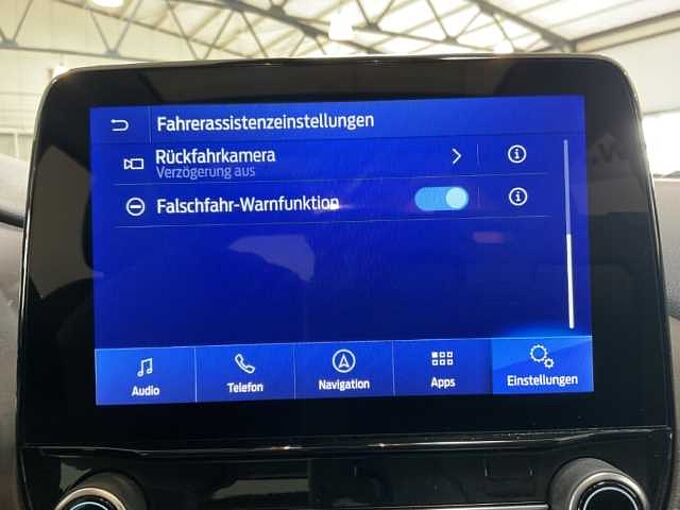 Fahrerassistenzeinstellungen
Rückfahrkamera
Verzögerung aus
Falschfahr-Warnfunktion
Audio
Telefon
Navigation
Apps
Einstellungen